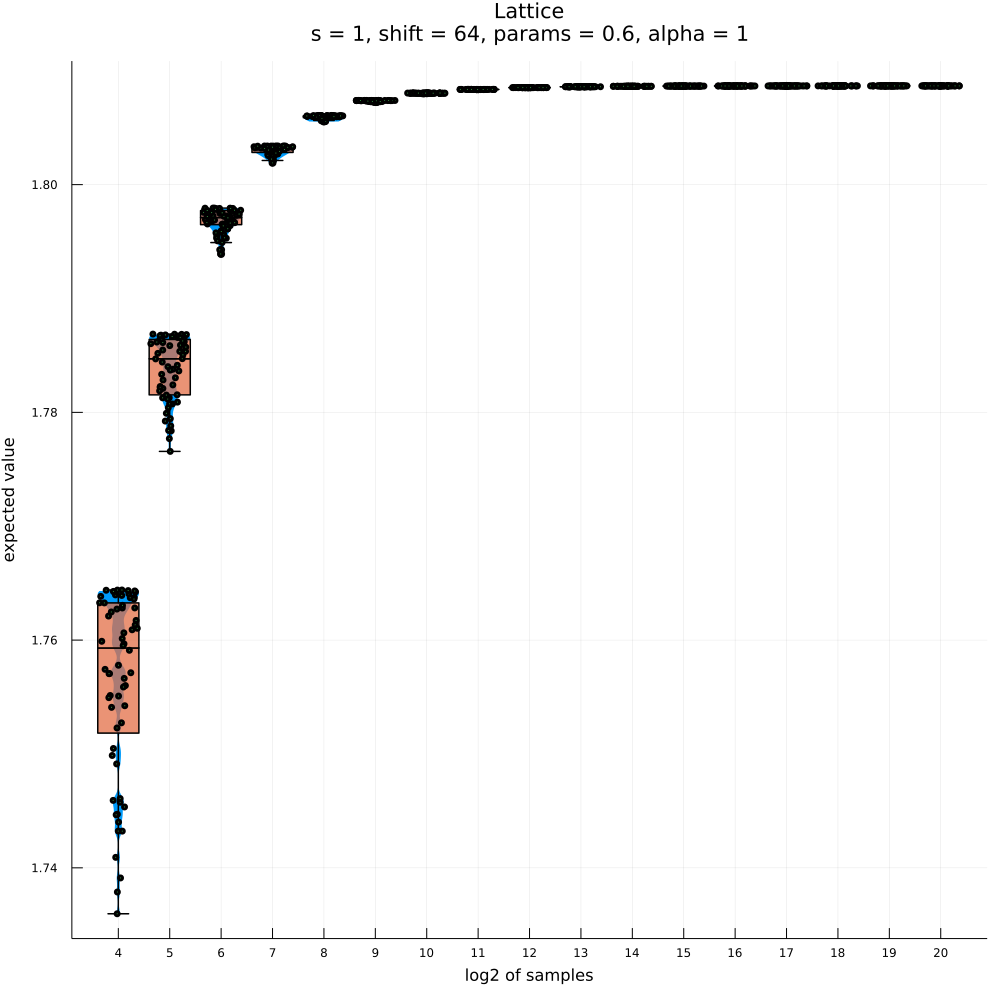 Lattice
s = 1, shift = 64, params = 0.6, alpha = 1
expected value
1.80
1.78
1.76
1.74
4 5 6 7 8 9 10 11 12 13 14 15 16 17 18 19 20
log2 of samples